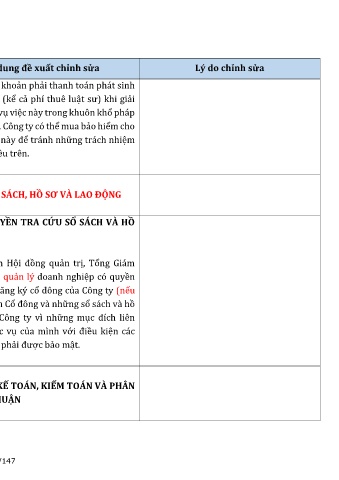 dung đề xuất chỉnh sửa Lý do chỉnh sửa
khoản phải thanh toán phát sinh
(kể cả phí thuê luật sư) khi giải
vụ việc này trong khuôn khổ pháp
Công ty có thể mua bảo hiểm cho
này để tránh những trách nhiệm
êu trên.
SÁCH, HỒ SƠ VÀ LAO ĐỘNG
YỀN TRA CỨU SỔ SÁCH VÀ HỒ
n Hội đồng quản trị, Tổng Giám
quản lý doanh nghiệp có quyền
đăng ký cổ đông của Công ty (nếu
h Cổ đông và những sổ sách và hồ
Công ty vì những mục đích liên
c vụ của mình với điều kiện các
phải được bảo mật.
KẾ TOÁN, KIỂM TOÁN VÀ PHÂN
HUẬN
/147